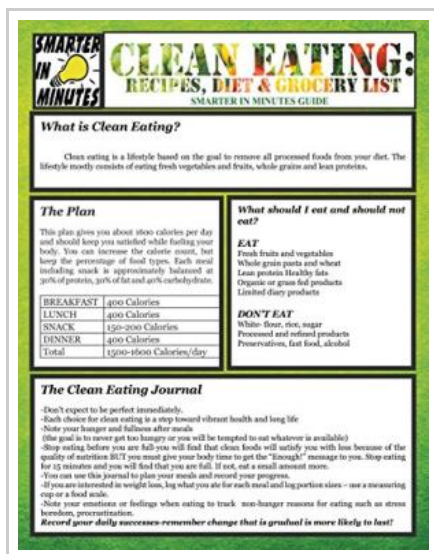 SMARTER
IN
MINUTES
CLEAN EATING:
RECIPES, DIET & GROCERY LIST
SMARTER IN MINUTES GUIDE
What is Clean Eating?
Clean eating is a lifestyle based on the goal to remove all processed foods from your diet. The
lifestyle mostly consists of eating fresh vegetables and fruits, whole grains and lean proteins.
The Plan
This plan gives you about 1600 calories per day
and should keep you satisfied while fueling your
body. You can increase the calorie count, but
keep the percentage of food types. Each meal
including snack is approximately balanced at
30% of protein, 30% of fat and 40% carbohydrate.
BREAKFAST 400 Calories
LUNCH 400 Calories
SNACK 150-200 Calories
DINNER 400 Calories
Total 1500-1600 Calories/day
What should I eat and should not
eat?
EAT
Fresh fruits and vegetables
Whole grain pasta and wheat
Lean protein Healthy fats
Organic or grass fed products
Limited diary products
DON'T EAT
White- flour, rice, sugar
Processed and refined products
Preservatives, fast food, alcohol
The Clean Eating Journal
-Don't expect to be perfect immediately.
-Each choice for clean eating is a step toward vibrant health and long life
-Note your hunger and fullness after meals
(the goal is to never get too hungry or you will be tempted to eat whatever is available)
-Stop eating before you are full-you will find that clean foods will satisfy you with less because of the
quality of nutrition BUT you must give your body time to get the "Enough!" message to you. Stop eating
for 15 minutes and you will find that you are full. If not, eat a small amount more.
-You can use this journal to plan your meals and record your progress.
-If you are interested in weight loss, log what you ate for each meal and log portion sizes – use a measuring
cup or a food scale.
-Note your emotions or feelings when eating to track non-hunger reasons for eating such as stress
boredom, procrastination.
Record your daily successes-remember change that is gradual is more likely to last!